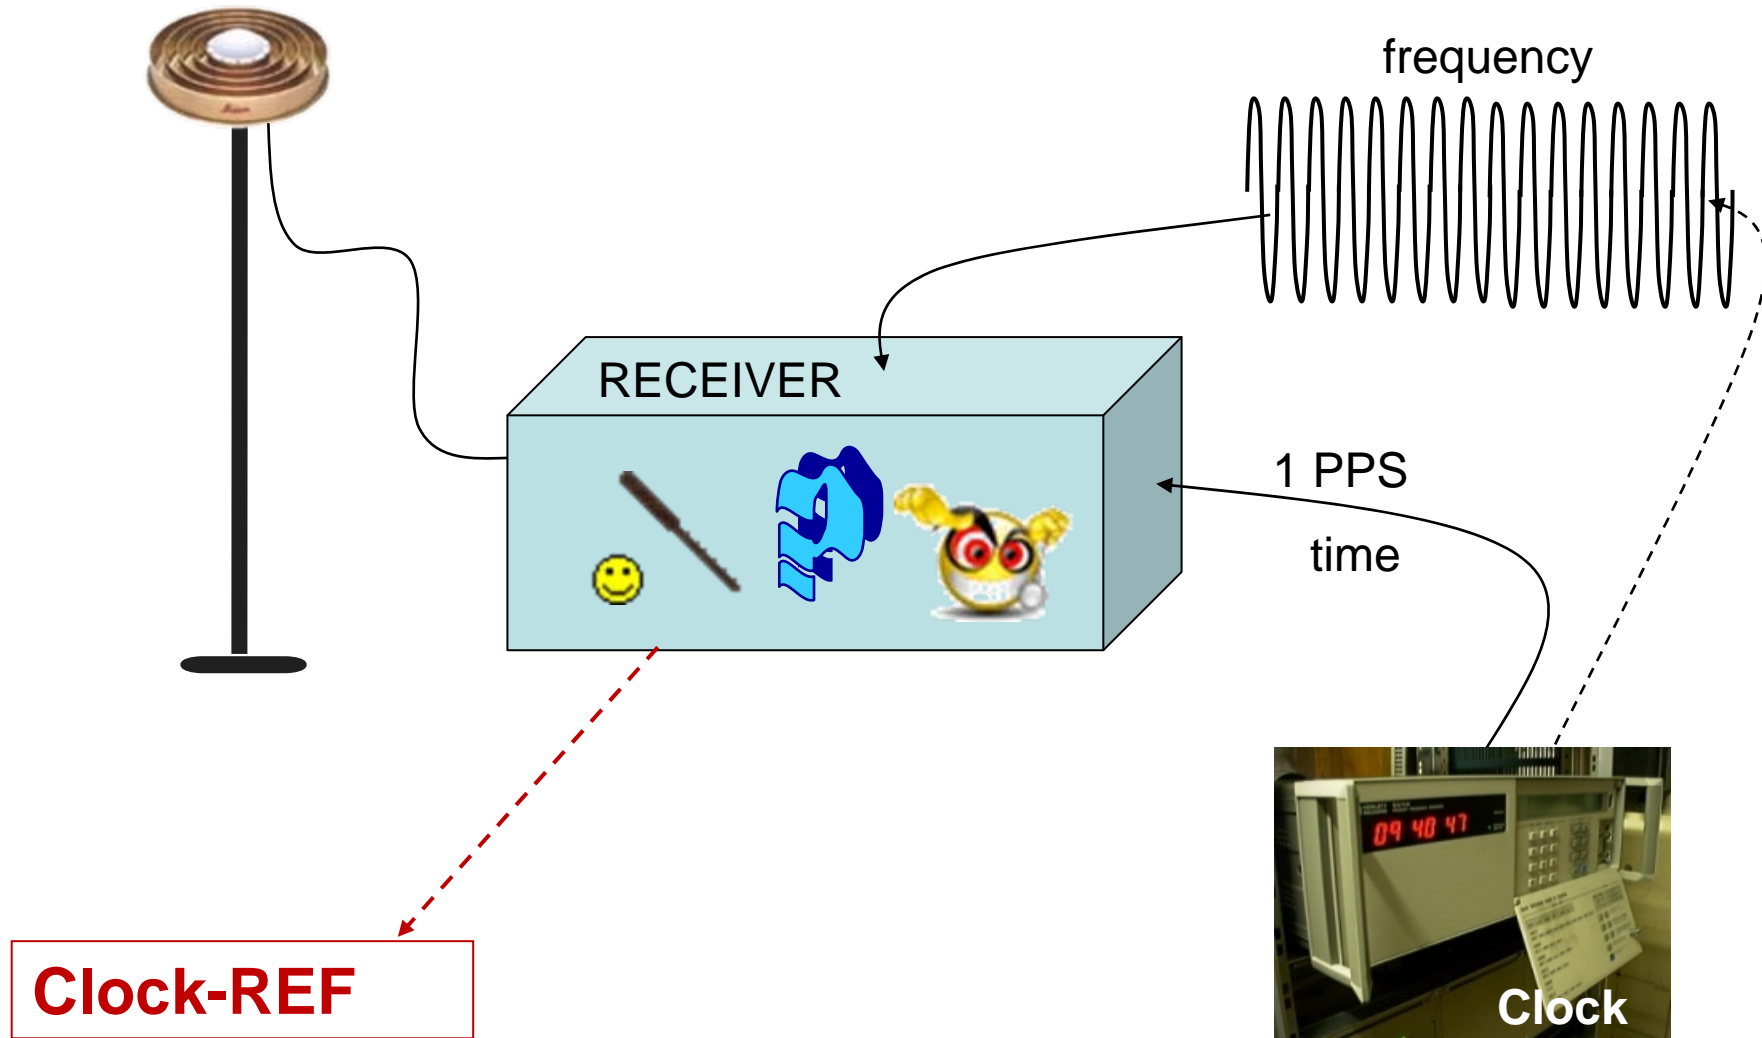 frequency
RECEIVER
1 PPS
time
09 40 47
Clock
Clock-REF